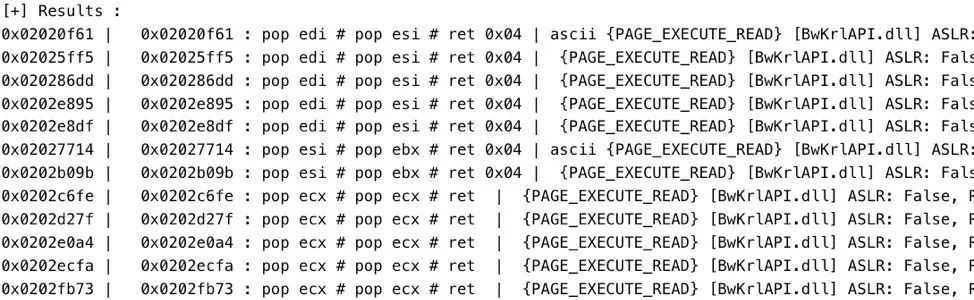 [+] Results :
0x02020f61 |   0x02020f61 : pop edi # pop esi # ret 0x04 | ascii {PAGE_EXECUTE_READ} [BwKrlAPI.dll] ASLR:
0x02025ff5 |   0x02025ff5 : pop edi # pop esi # ret 0x04 |  {PAGE_EXECUTE_READ} [BwKrlAPI.dll] ASLR: Fals
0x020286dd |   0x020286dd : pop edi # pop esi # ret 0x04 |  {PAGE_EXECUTE_READ} [BwKrlAPI.dll] ASLR: Fals
0x0202e895 |   0x0202e895 : pop edi # pop esi # ret 0x04 |  {PAGE_EXECUTE_READ} [BwKrlAPI.dll] ASLR: Fals
0x0202e8df |   0x0202e8df : pop edi # pop esi # ret 0x04 |  {PAGE_EXECUTE_READ} [BwKrlAPI.dll] ASLR: Fals
0x02027714 |   0x02027714 : pop esi # pop ebx # ret 0x04 | ascii {PAGE_EXECUTE_READ} [BwKrlAPI.dll] ASLR:
0x0202b09b |   0x0202b09b : pop esi # pop ebx # ret 0x04 |  {PAGE_EXECUTE_READ} [BwKrlAPI.dll] ASLR: Fals
0x0202c6fe |   0x0202c6fe : pop ecx # pop ecx # ret  |  {PAGE_EXECUTE_READ} [BwKrlAPI.dll] ASLR: False,
0x0202d27f |   0x0202d27f : pop ecx # pop ecx # ret  |  {PAGE_EXECUTE_READ} [BwKrlAPI.dll] ASLR: False,
0x0202e0a4 |   0x0202e0a4 : pop ecx # pop ecx # ret  |  {PAGE_EXECUTE_READ} [BwKrlAPI.dll] ASLR: False,
0x0202ecfa |   0x0202ecfa : pop ecx # pop ecx # ret  |  {PAGE_EXECUTE_READ} [BwKrlAPI.dll] ASLR: False,
0x0202fb73 |   0x0202fb73 : pop ecx # pop ecx # ret  |  {PAGE_EXECUTE_READ} [BwKrlAPI.dll] ASLR: False,